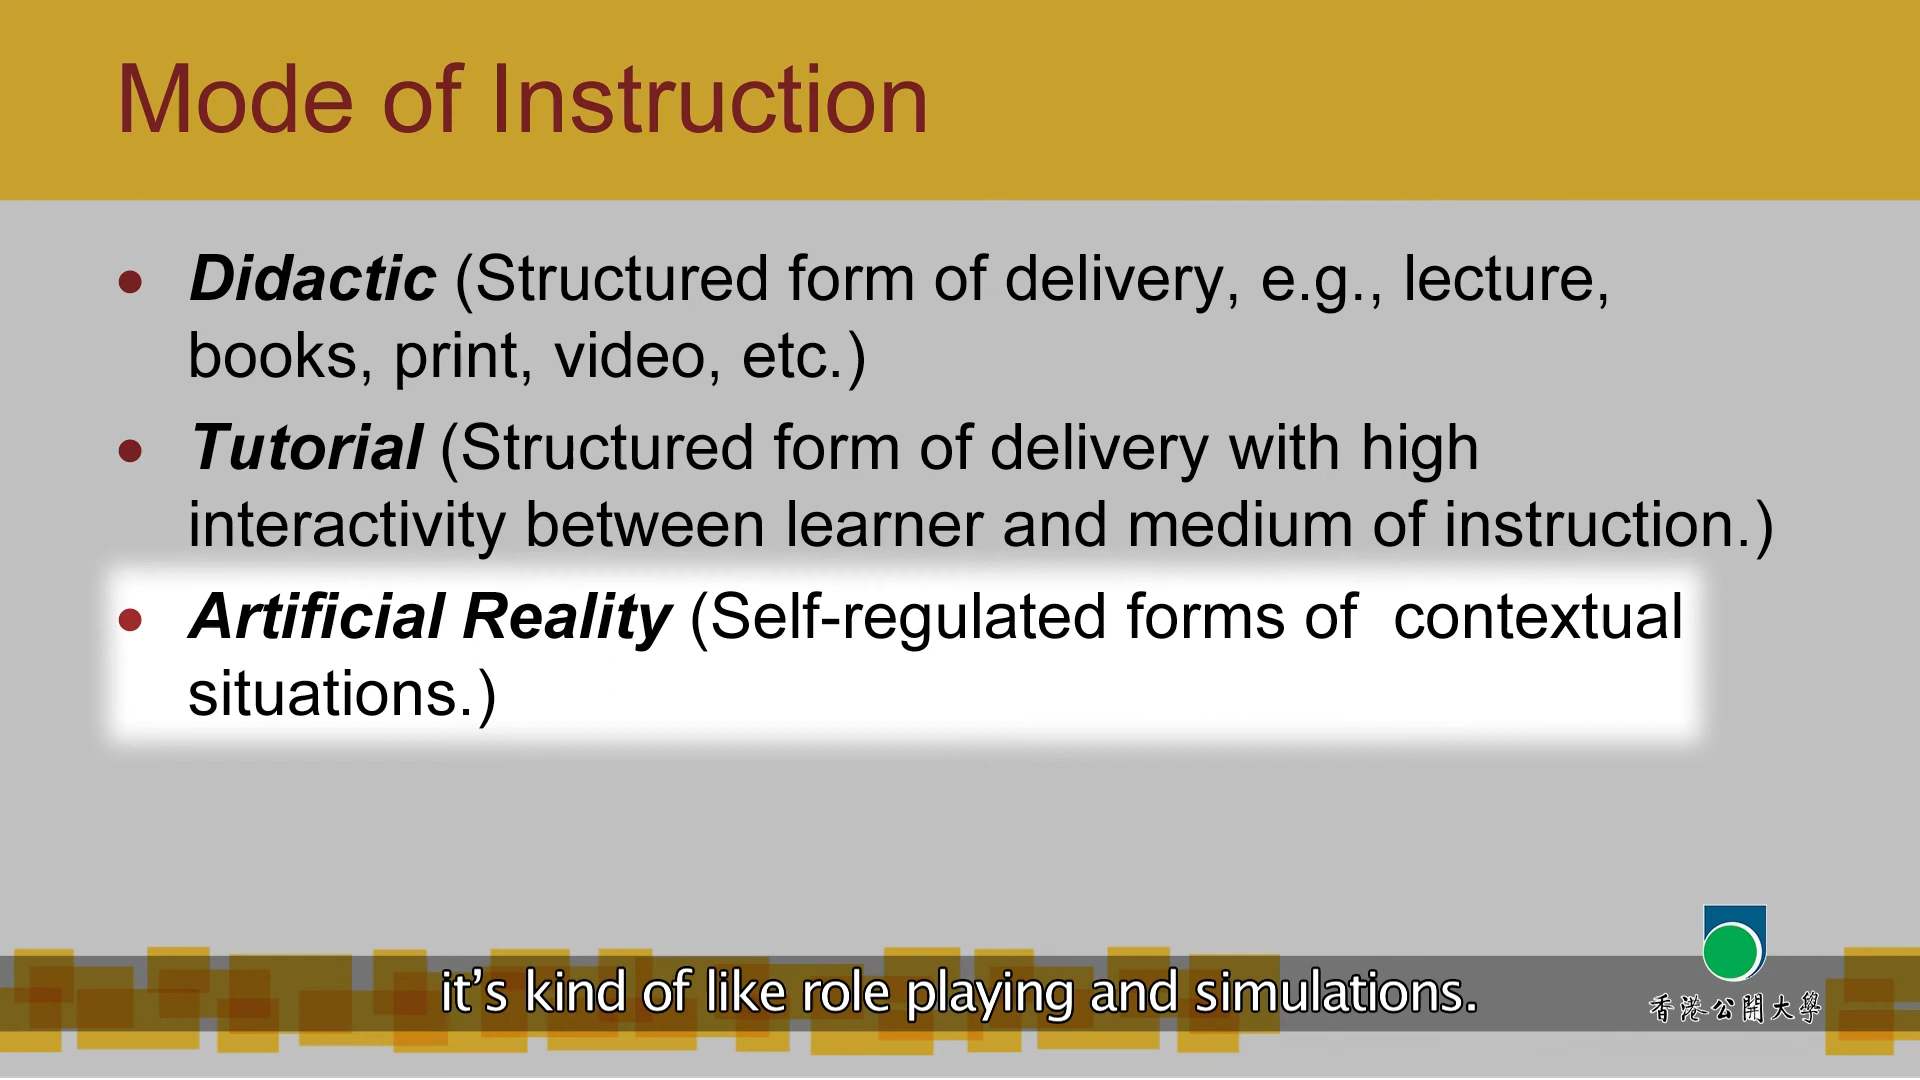 Mode of Instruction
Didactic (Structured form of delivery, e.g., lecture,
books, print, video, etc.)
Tutorial (Structured form of delivery with high
interactivity between learner and medium of instruction.)
Artificial Reality (Self-regulated forms of  contextual
situations.)
it’s kind of like role playing and simulations.
香港公開大學